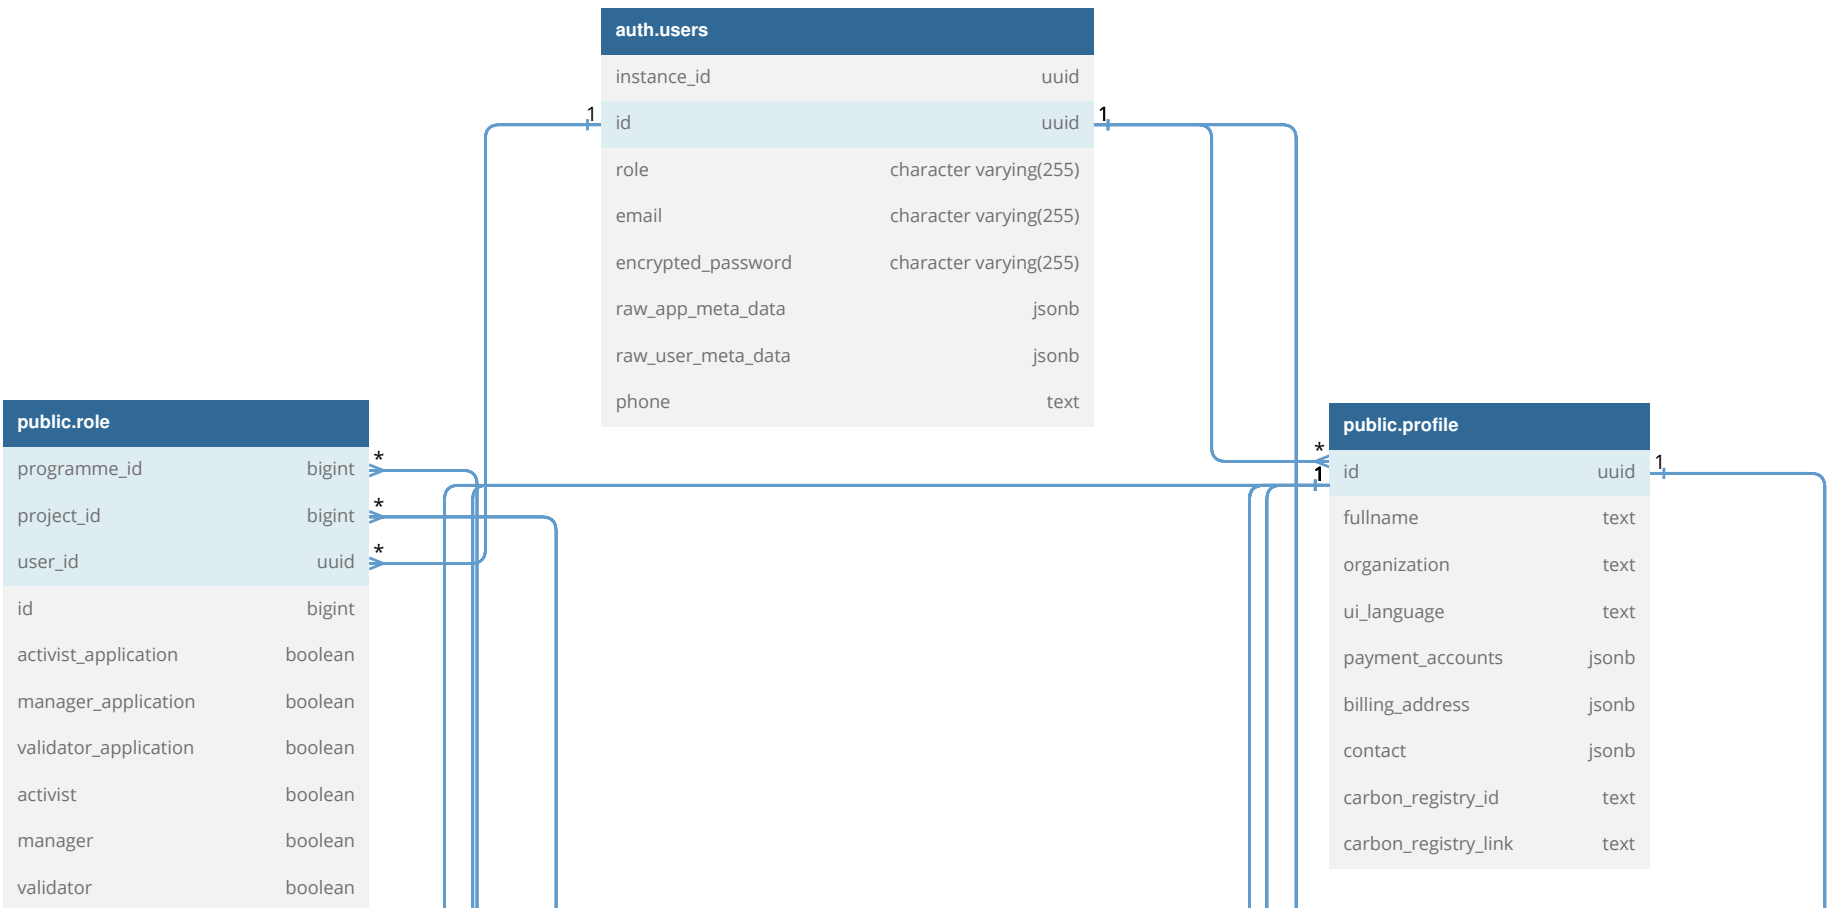 auth.users
instance_id uuid
1 id uuid 1
role character varying(255)
email character varying(255)
encrypted_password character varying(255)
raw_app_meta_data jsonb
raw_user_meta_data jsonb
phone text
public.role
programme_id bigint *
project_id bigint *
user_id uuid *
id bigint
activist_application boolean
manager_application boolean
validator_application boolean
activist boolean
manager boolean
validator boolean
public.profile
*
1 id uuid 1
fullname text
organization text
ui_language text
payment_accounts jsonb
billing_address jsonb
contact jsonb
carbon_registry_id text
carbon_registry_link text